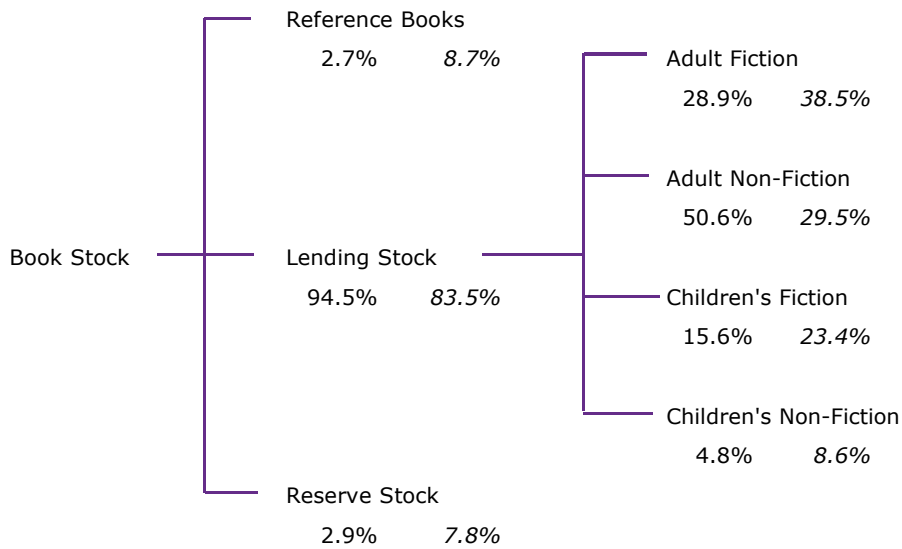 Reference Books
2.7% 8.7%
Adult Fiction
28.9% 38.5%
Adult Non-Fiction
50.6% 29.5%
Book Stock
Lending Stock
94.5% 83.5%
Children's Fiction
15.6% 23.4%
Children's Non-Fiction
4.8% 8.6%
Reserve Stock
2.9% 7.8%